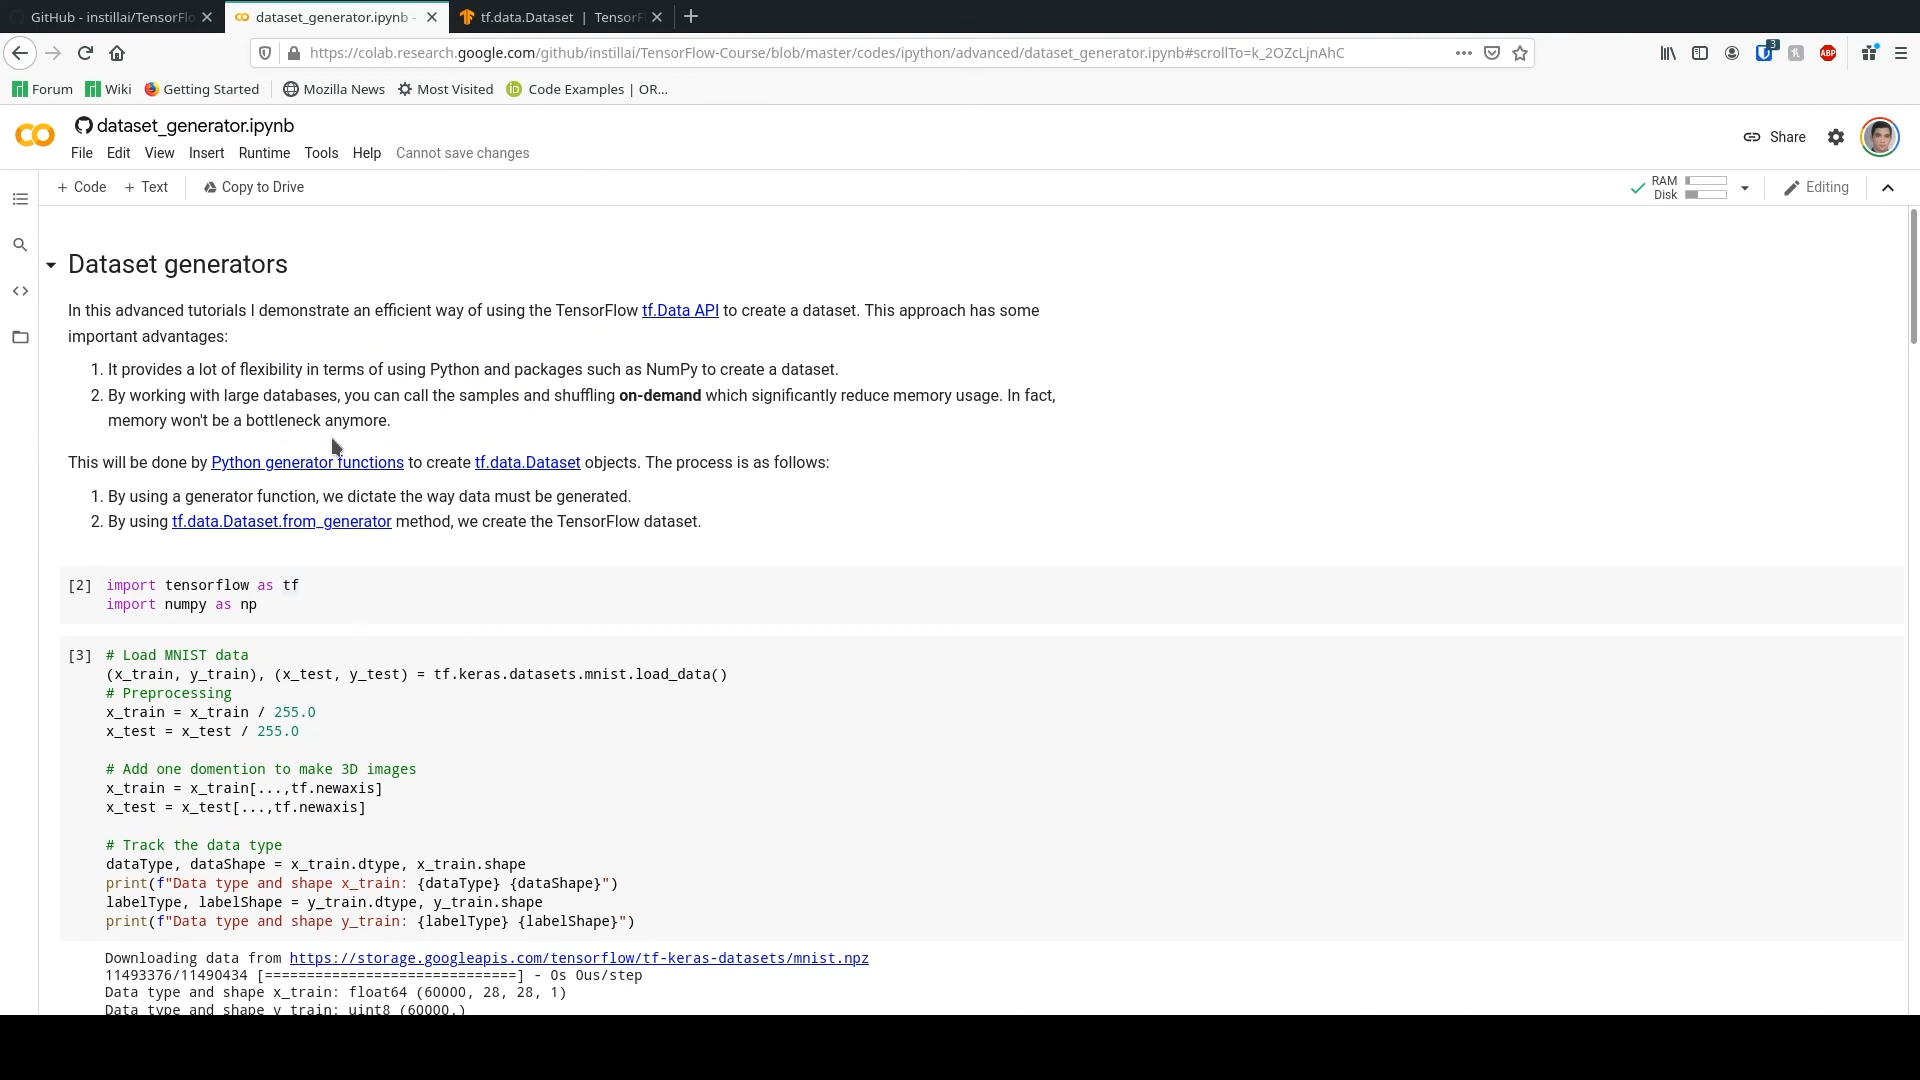 GitHub - instillai/TensorFlo
dataset_generator.ipynb -
tf.data.Dataset | TensorF
https://colab.research.google.com/github/instillai/TensorFlow-Course/blob/master/codes/ipython/advanced/dataset_generator.ipynb#scrollTo=k_2OZcLjnAhC
3
ABP
Forum
Wiki
Getting Started
Mozilla News
Most Visited
Code Examples | OR...
dataset_generator.ipynb
Share
File Edit View Insert Runtime Tools Help Cannot save changes
+ Code + Text Copy to Drive
RAM
Disk
Editing
Dataset generators
In this advanced tutorials I demonstrate an efficient way of using the TensorFlow tf.Data API to create a dataset. This approach has some
important advantages:
1. It provides a lot of flexibility in terms of using Python and packages such as NumPy to create a dataset.
2. By working with large databases, you can call the samples and shuffling on-demand which significantly reduce memory usage. In fact,
memory won't be a bottleneck anymore.
This will be done by Python generator functions to create tf.data.Dataset objects. The process is as follows:
1. By using a generator function, we dictate the way data must be generated.
2. By using tf.data.Dataset.from_generator method, we create the TensorFlow dataset.
[2] import tensorflow as tf
import numpy as np
[3] # Load MNIST data
(x_train, y_train), (x_test, y_test) = tf.keras.datasets.mnist.load_data()
# Preprocessing
x_train = x_train / 255.0
x_test = x_test / 255.0
# Add one domention to make 3D images
x_train = x_train[...,tf.newaxis]
x_test = x_test[...,tf.newaxis]
# Track the data type
dataType, dataShape = x_train.dtype, x_train.shape
print(f"Data type and shape x_train: {dataType} {dataShape}")
labelType, labelShape = y_train.dtype, y_train.shape
print(f"Data type and shape y_train: {labelType} {labelShape}")
Downloading data from https://storage.googleapis.com/tensorflow/tf-keras-datasets/mnist.npz
11493376/11490434 [==============================] - 0s 0us/step
Data type and shape x_train: float64 (60000, 28, 28, 1)
Data type and shape y_train: uint8 (60000,)